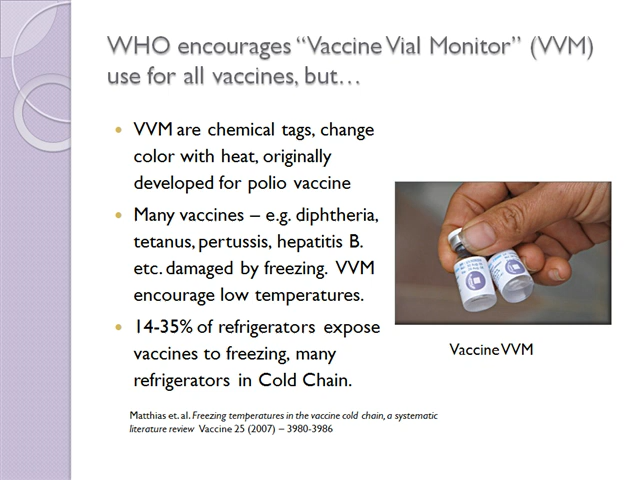 WHO encourages “Vaccine Vial Monitor” (VVM)
use for all vaccines, but…
VVM are chemical tags, change
color with heat, originally
developed for polio vaccine
Many vaccines – e.g. diphtheria,
tetanus, pertussis, hepatitis B.
etc. damaged by freezing. VVM
encourage low temperatures.
14-35% of refrigerators expose
vaccines to freezing, many
refrigerators in Cold Chain.
Vaccine VVM
Matthias et. al. Freezing temperatures in the vaccine cold chain, a systematic
literature review Vaccine 25 (2007) – 3980-3986